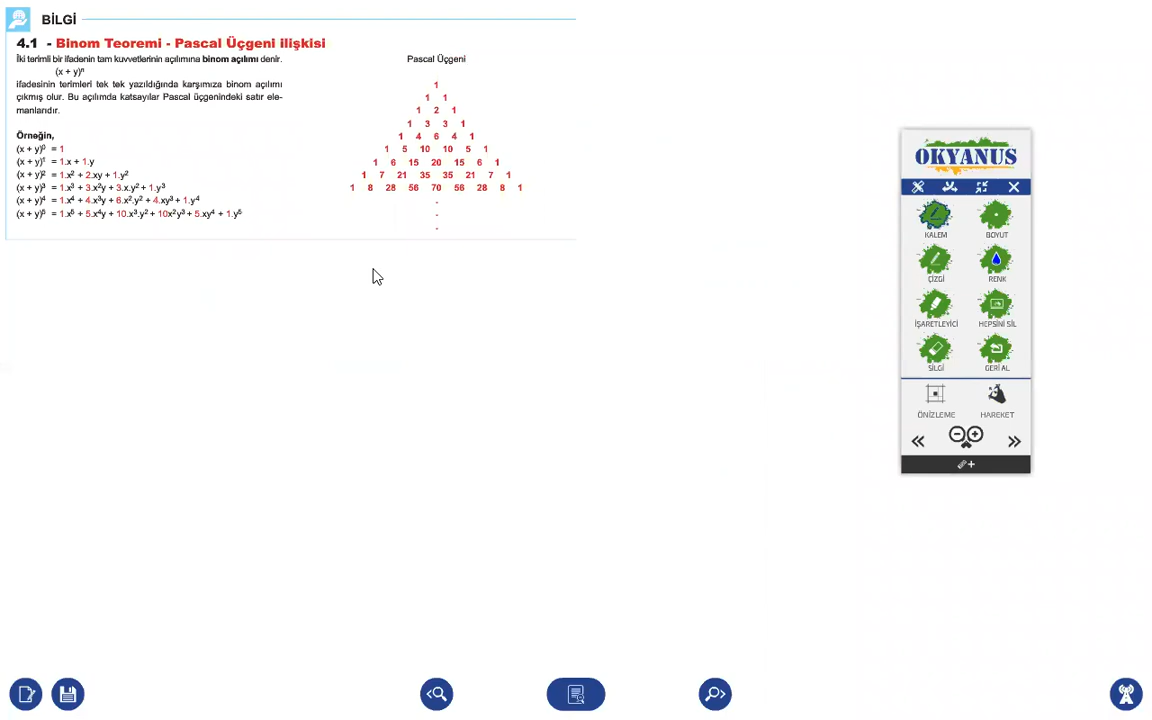 BİLGİ
4.1 - Binom Teoremi - Pascal Üçgeni ilişkisi
İki terimli bir ifadenin tam kuvvetlerinin açılımına binom açılımı denir.
(x + y)ⁿ
ifadesinin terimleri tek tek yazıldığında karşımıza binom açılımı
çıkmış olur. Bu açılımda katsayılar Pascal üçgenindeki satır ele-
manlarıdır.
Örneğin,
(x + y)⁰ = 1
(x + y)¹ = 1.x + 1.y
(x + y)² = 1.x² + 2.xy + 1.y²
(x + y)³ = 1.x³ + 3.x²y + 3.x.y² + 1.y³
(x + y)⁴ = 1.x⁴ + 4.x³y + 6.x².y² + 4.xy³ + 1.y⁴
(x + y)⁵ = 1.x⁵ + 5.x⁴y + 10.x³.y² + 10x²y³ + 5.xy⁴ + 1.y⁵
Pascal Üçgeni
1
1 1
1 2 1
1 3 3 1
1 4 6 4 1
1 5 10 10 5 1
1 6 15 20 15 6 1
1 7 21 35 35 21 7 1
1 8 28 56 70 56 28 8 1
.
.
.
OKYANUS
KALEM BOYUT
ÇİZGİ RENK
İŞARETLEYİCİ HEPSİNİ SİL
SİLGİ GERİ AL
ÖNİZLEME HAREKET